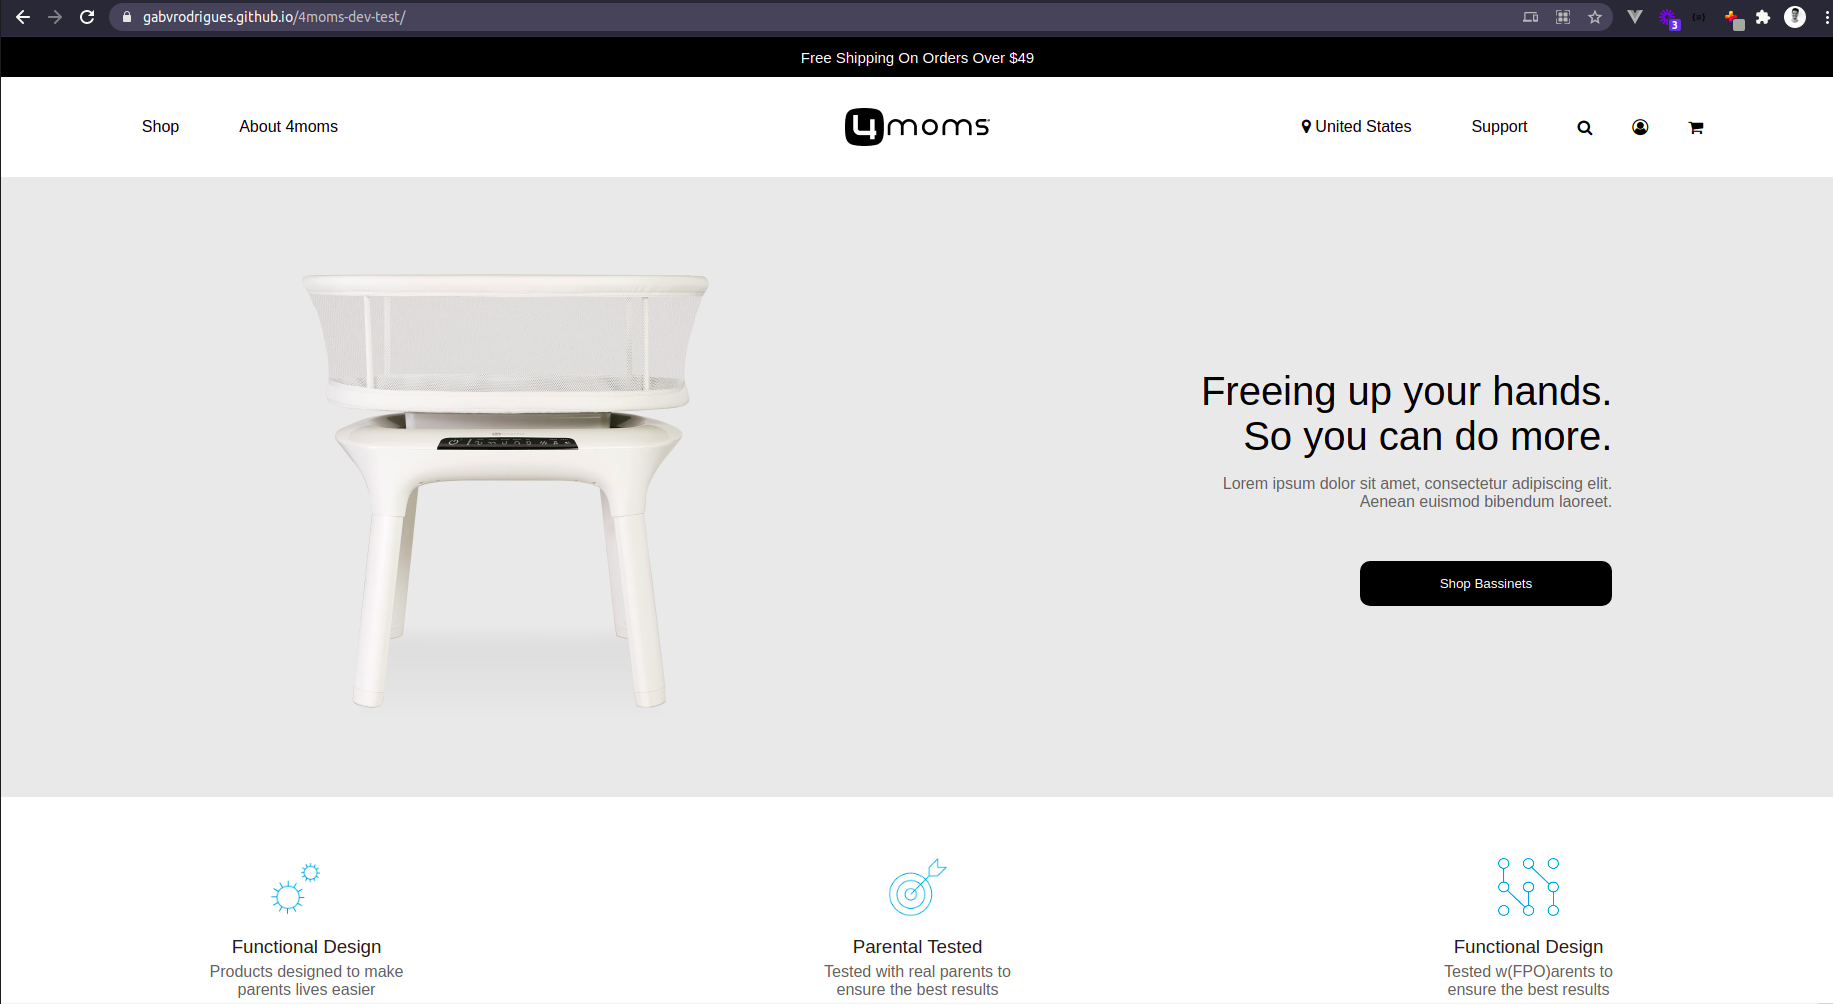 gabvrodrigues.github.io/4moms-dev-test/
3
Free Shipping On Orders Over $49
Shop
About 4moms
4moms
United States
Support
Freeing up your hands.
So you can do more.
Lorem ipsum dolor sit amet, consectetur adipiscing elit.
Aenean euismod bibendum laoreet.
Shop Bassinets
Functional Design
Products designed to make
parents lives easier
Parental Tested
Tested with real parents to
ensure the best results
Functional Design
Tested w(FPO)arents to
ensure the best results